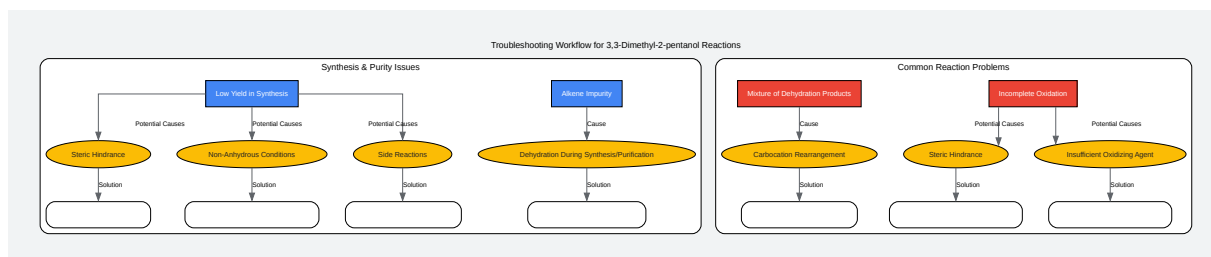 Troubleshooting Workflow for 3,3-Dimethyl-2-pentanol Reactions
Synthesis & Purity Issues
Common Reaction Problems
Low Yield in Synthesis
Alkene Impurity
Mixture of Dehydration Products
Incomplete Oxidation
Potential Causes
Potential Causes
Potential Causes
Cause
Cause
Potential Causes
Potential Causes
Steric Hindrance
Non-Anhydrous Conditions
Side Reactions
Dehydration During Synthesis/Purification
Carbocation Rearrangement
Steric Hindrance
Insufficient Oxidizing Agent
Solution
Solution
Solution
Solution
Solution
Solution
Solution